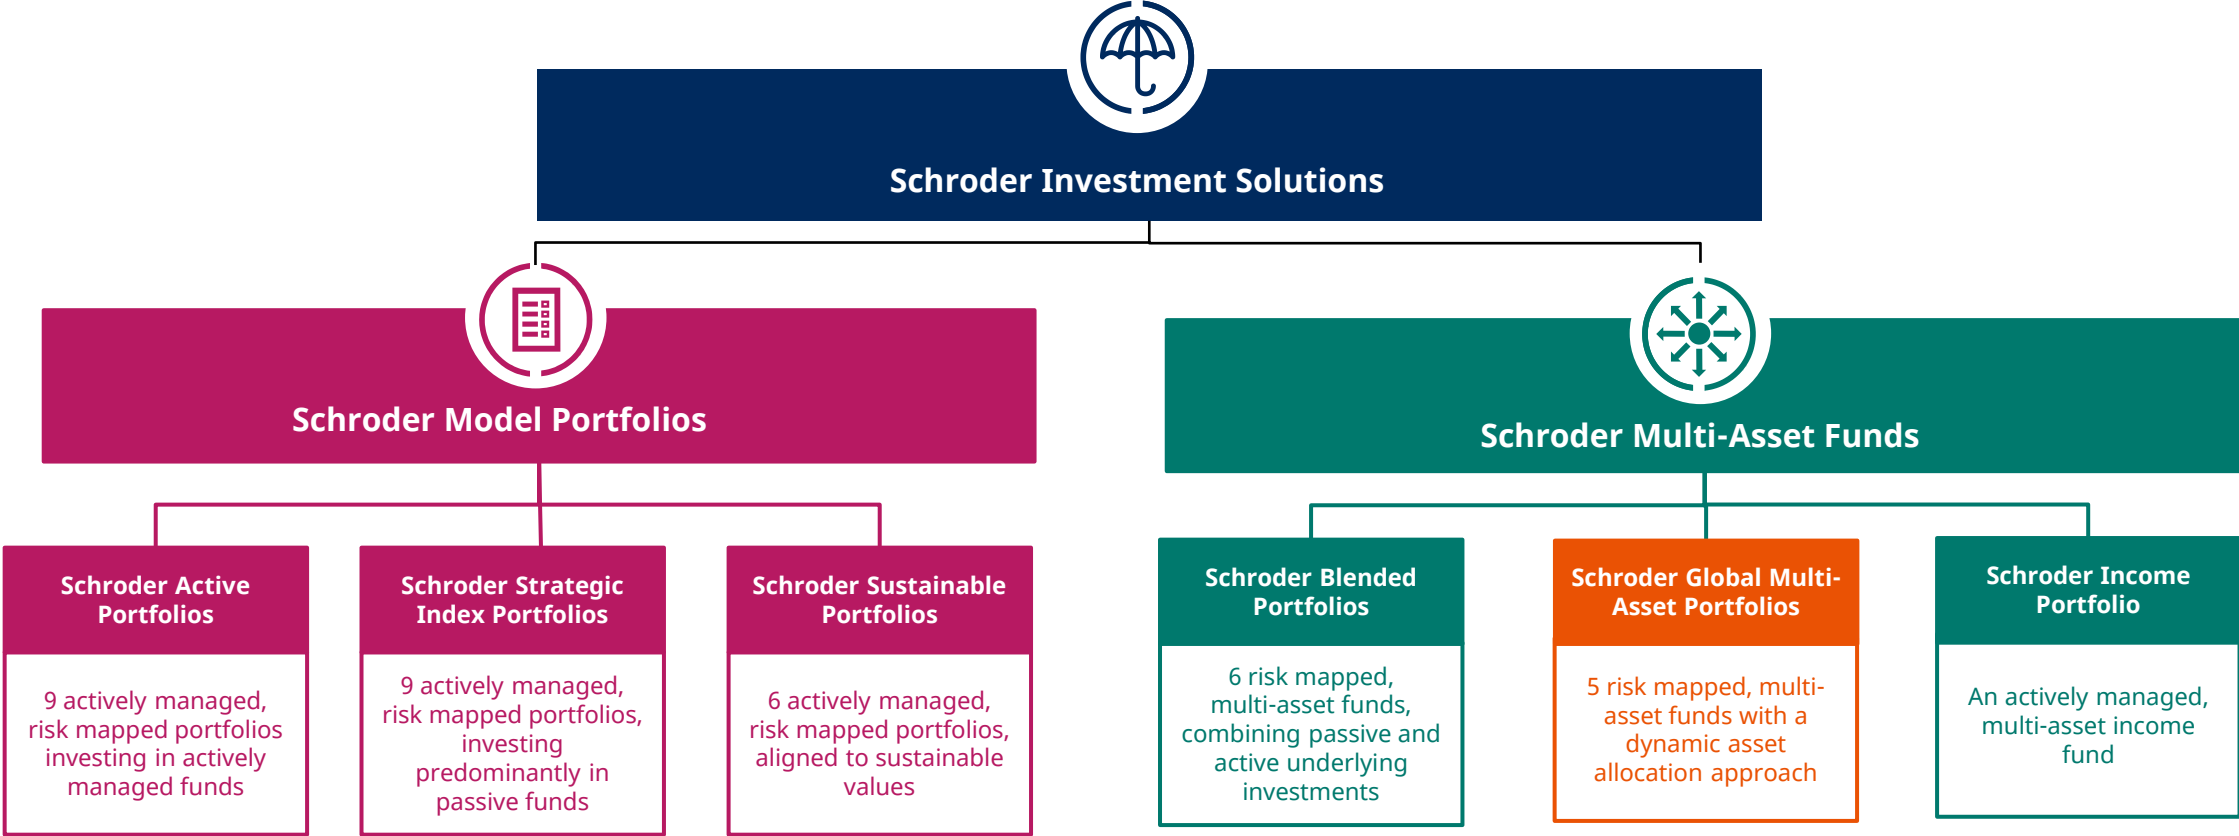 Schroder Investment Solutions
Schroder Model Portfolios
Schroder Multi-Asset Funds
Schroder Active
Portfolios
9 actively managed,
risk mapped portfolios
investing in actively
managed funds
Schroder Strategic
Index Portfolios
9 actively managed,
risk mapped portfolios,
investing
predominantly in
passive funds
Schroder Sustainable
Portfolios
6 actively managed,
risk mapped portfolios,
aligned to sustainable
values
Schroder Blended
Portfolios
6 risk mapped,
multi-asset funds,
combining passive and
active underlying
investments
Schroder Global Multi-
Asset Portfolios
5 risk mapped, multi-
asset funds with a
dynamic asset
allocation approach
Schroder Income
Portfolio
An actively managed,
multi-asset income
fund